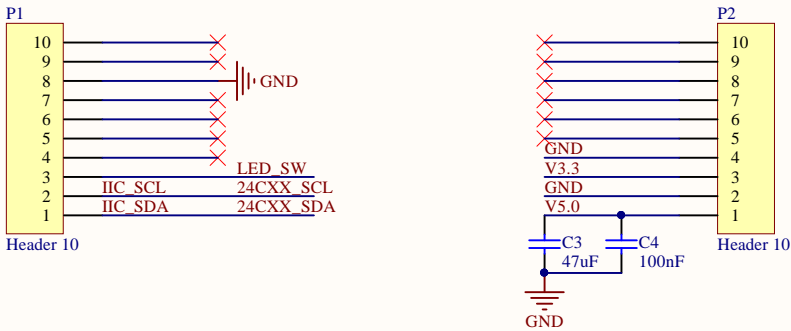 P1
10
9
8
GND
7
6
5
4
LED_SW
3
IIC_SCL 24CXX_SCL
2
IIC_SDA 24CXX_SDA
1
Header 10
P2
10
9
8
7
6
5
GND
4
V3.3
3
GND
2
V5.0
1
Header 10
C3
47uF
C4
100nF
GND